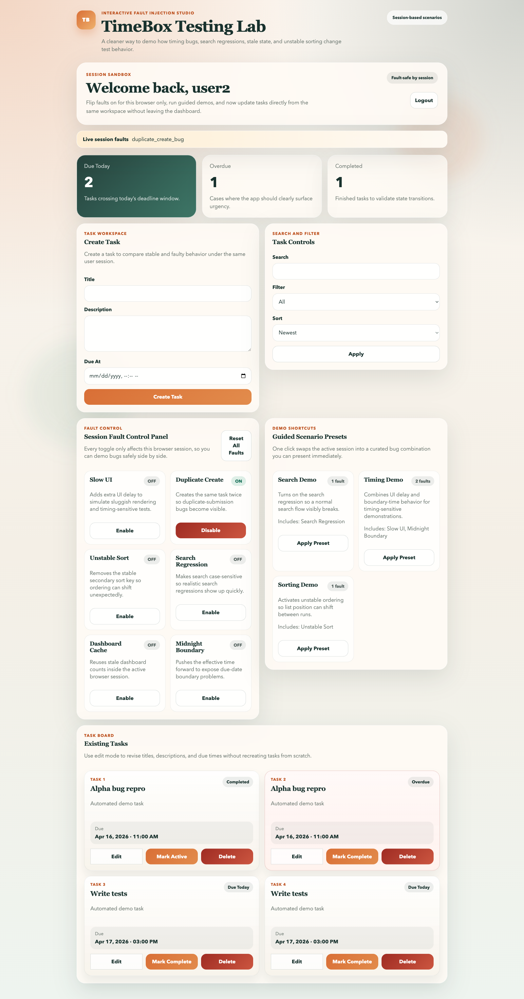 TB
INTERACTIVE FAULT INJECTION STUDIO
TimeBox Testing Lab
A cleaner way to demo how timing bugs, search regressions, stale state, and unstable sorting change
test behavior.
Session-based scenarios
SESSION SANDBOX
Welcome back, user2
Flip faults on for this browser only, run guided demos, and now update tasks directly from the
same workspace without leaving the dashboard.
Fault-safe by session
Logout
Live session faults duplicate_create_bug
Due Today
2
Tasks crossing today's deadline window.
Overdue
1
Cases where the app should clearly surface
urgency.
Completed
1
Finished tasks to validate state transitions.
TASK WORKSPACE
Create Task
Create a task to compare stable and faulty behavior under the same
user session.
Title
Description
Due At
mm/dd/yyyy, --:-- --
Create Task
SEARCH AND FILTER
Task Controls
Search
Filter
All
Sort
Newest
Apply
FAULT CONTROL
Session Fault Control Panel
Every toggle only affects this browser session, so you
can demo bugs safely side by side.
Reset
All
Faults
Slow UI
OFF
Adds extra UI delay to
simulate sluggish rendering
and timing-sensitive tests.
Enable
Duplicate Create
ON
Creates the same task twice
so duplicate-submission
bugs become visible.
Disable
Unstable Sort
OFF
Removes the stable
secondary sort key so
ordering can shift
unexpectedly.
Enable
Search
Regression
OFF
Makes search case-sensitive
so realistic search
regressions show up quickly.
Enable
Dashboard
Cache
OFF
Reuses stale dashboard
counts inside the active
browser session.
Enable
Midnight
Boundary
OFF
Pushes the effective time
forward to expose due-date
boundary problems.
Enable
DEMO SHORTCUTS
Guided Scenario Presets
One click swaps the active session into a curated bug combination
you can present immediately.
Search Demo
1 fault
Turns on the search
regression so a normal
search flow visibly breaks.
Includes: Search Regression
Apply Preset
Timing Demo
2 faults
Combines UI delay and
boundary-time behavior for
timing-sensitive
demonstrations.
Includes: Slow UI, Midnight
Boundary
Apply Preset
Sorting Demo
1 fault
Activates unstable ordering
so list position can shift
between runs.
Includes: Unstable Sort
Apply Preset
TASK BOARD
Existing Tasks
Use edit mode to revise titles, descriptions, and due times without recreating tasks from scratch.
TASK 1
Completed
Alpha bug repro
Automated demo task
Due
Apr 16, 2026 · 11:00 AM
Edit
Mark Active
Delete
TASK 2
Overdue
Alpha bug repro
Automated demo task
Due
Apr 16, 2026 · 11:00 AM
Edit
Mark Complete
Delete
TASK 3
Due Today
Write tests
Automated demo task
Due
Apr 17, 2026 · 03:00 PM
Edit
Mark Complete
Delete
TASK 4
Due Today
Write tests
Automated demo task
Due
Apr 17, 2026 · 03:00 PM
Edit
Mark Complete
Delete